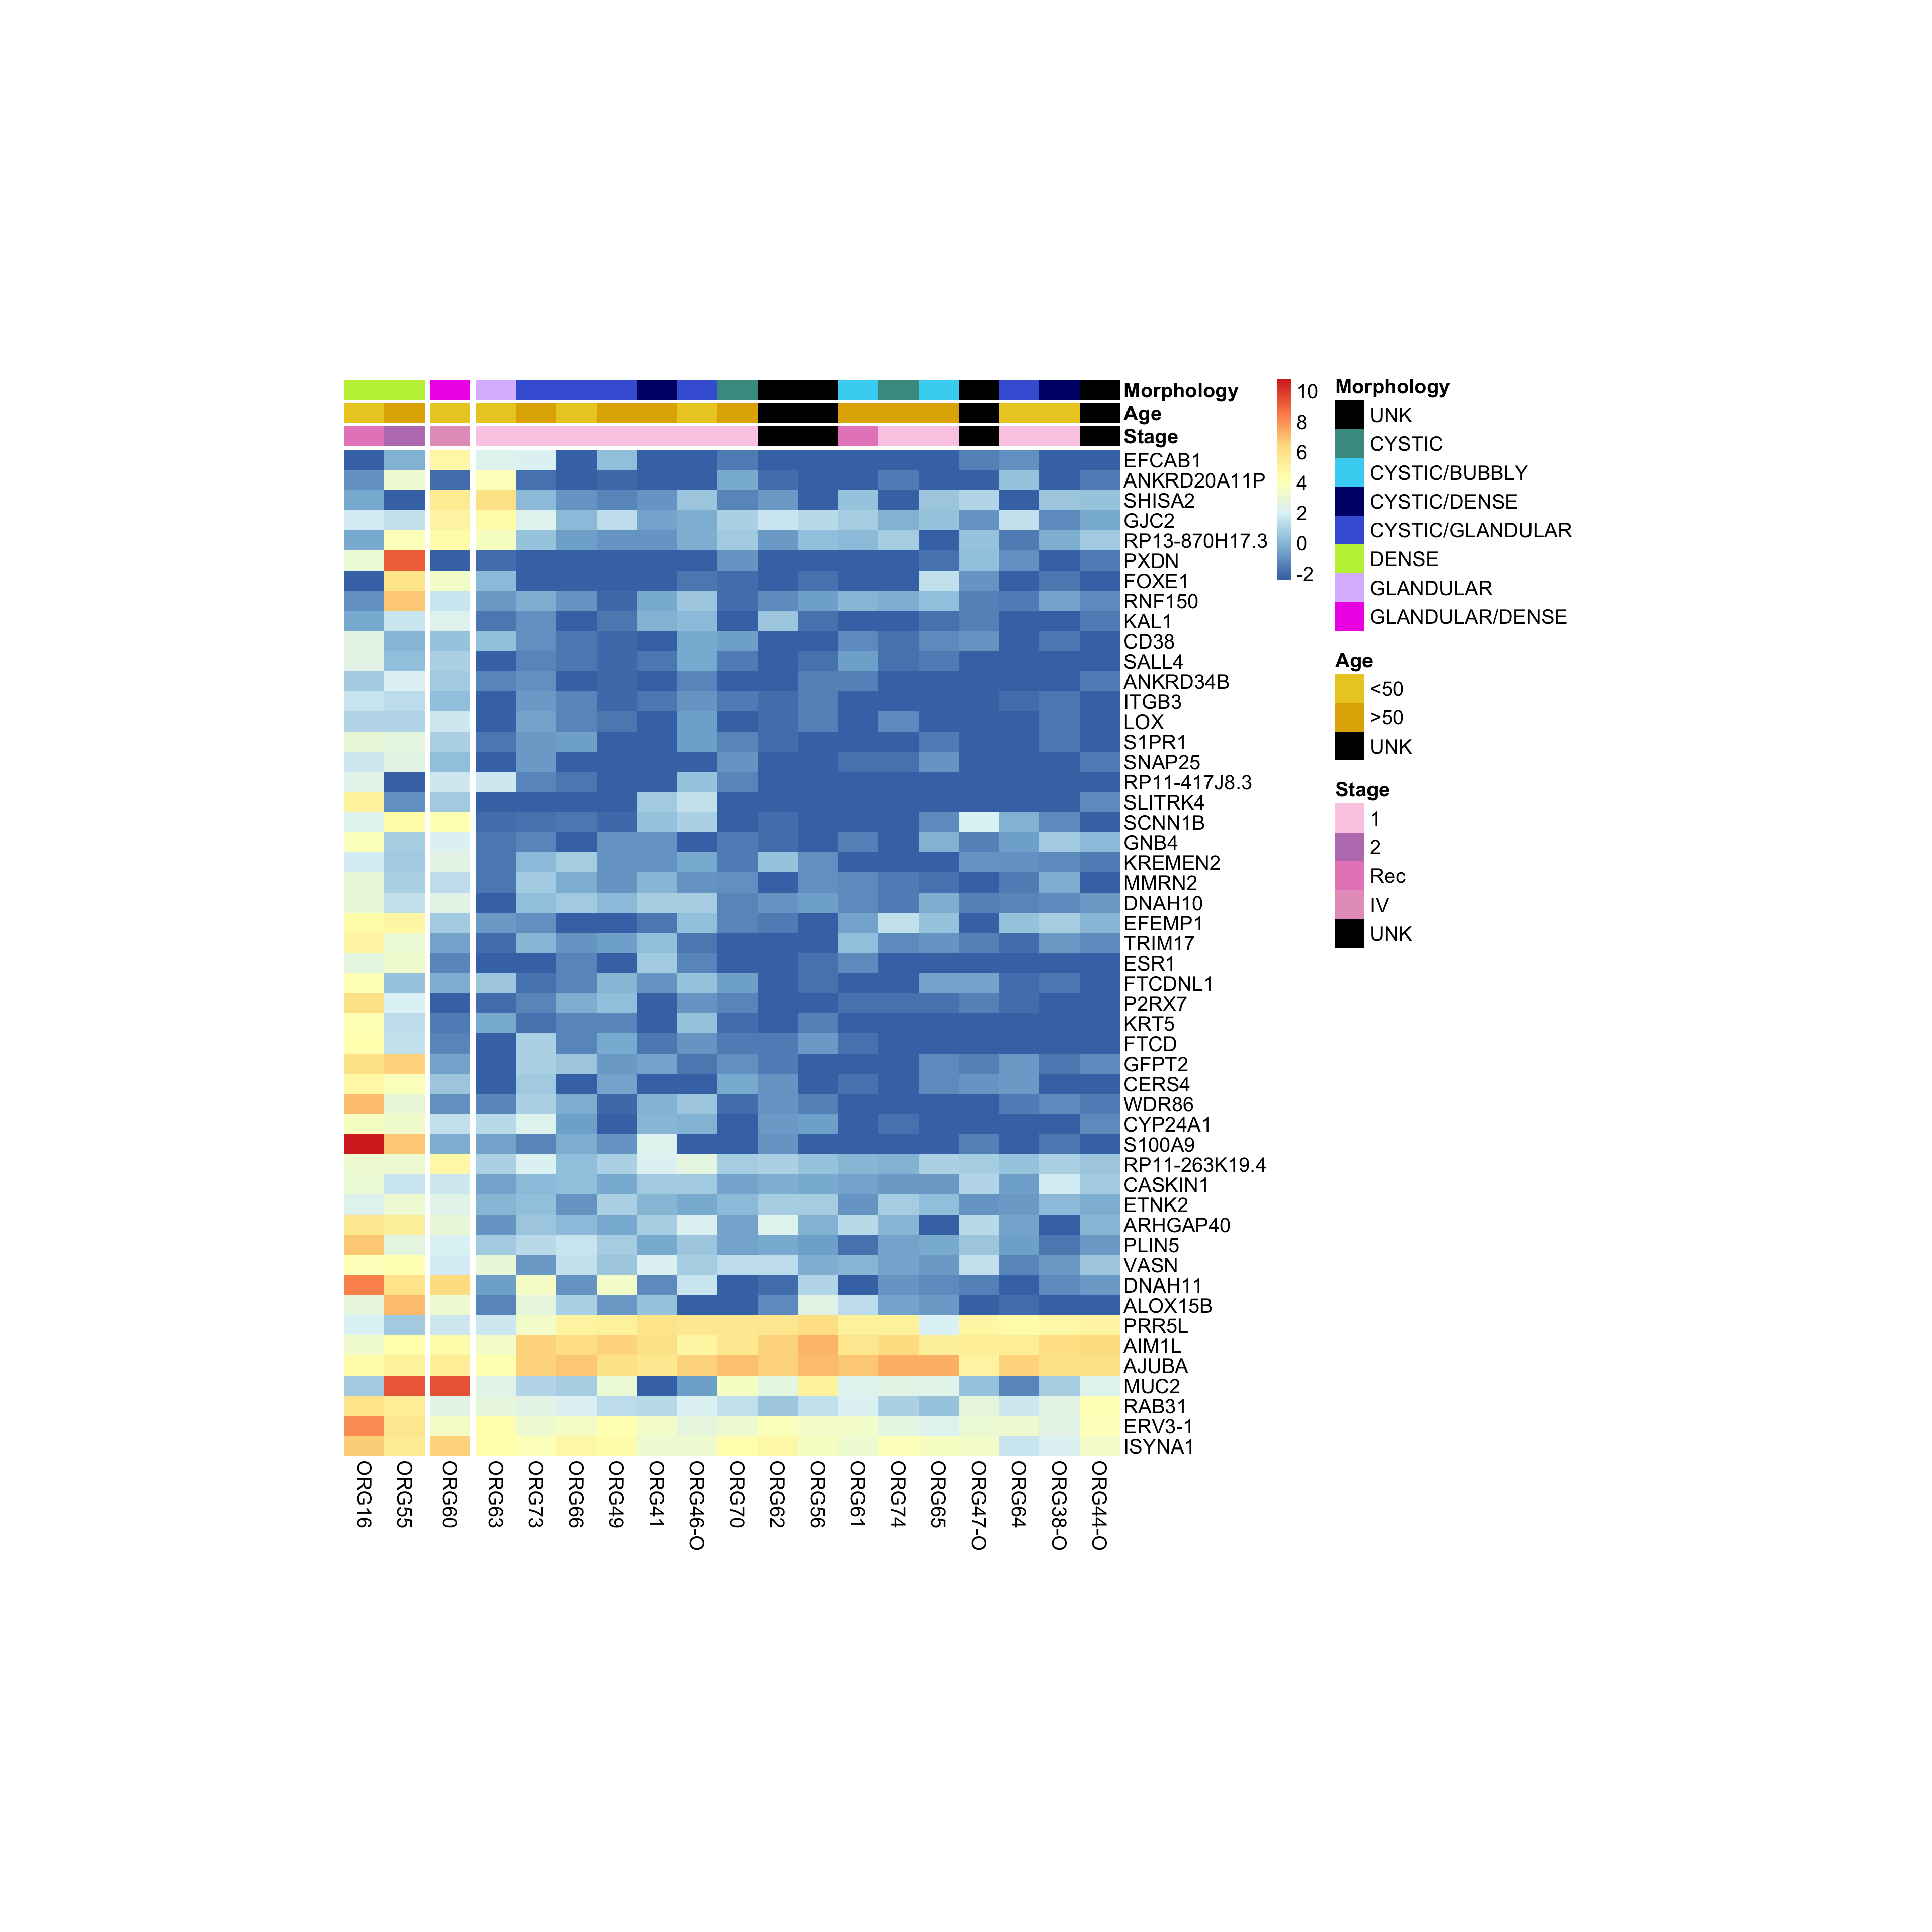 Morphology
Age
Stage
EFCAB1
ANKRD20A11P
SHISA2
GJC2
RP13-870H17.3
PXDN
FOXE1
RNF150
KAL1
CD38
SALL4
ANKRD34B
ITGB3
LOX
S1PR1
SNAP25
RP11-417J8.3
SLITRK4
SCNN1B
GNB4
KREMEN2
MMRN2
DNAH10
EFEMP1
TRIM17
ESR1
FTCDNL1
P2RX7
KRT5
FTCD
GFPT2
CERS4
WDR86
CYP24A1
S100A9
RP11-263K19.4
CASKIN1
ETNK2
ARHGAP40
PLIN5
VASN
DNAH11
ALOX15B
PRR5L
AIM1L
AJUBA
MUC2
RAB31
ERV3-1
ISYNA1
ORG16
ORG55
ORG60
ORG63
ORG73
ORG66
ORG49
ORG41
ORG46-O
ORG70
ORG62
ORG56
ORG61
ORG74
ORG65
ORG47-O
ORG64
ORG38-O
ORG44-O
10
8
6
4
2
0
-2
Morphology
UNK
CYSTIC
CYSTIC/BUBBLY
CYSTIC/DENSE
CYSTIC/GLANDULAR
DENSE
GLANDULAR
GLANDULAR/DENSE
Age
<50
>50
UNK
Stage
1
2
Rec
IV
UNK